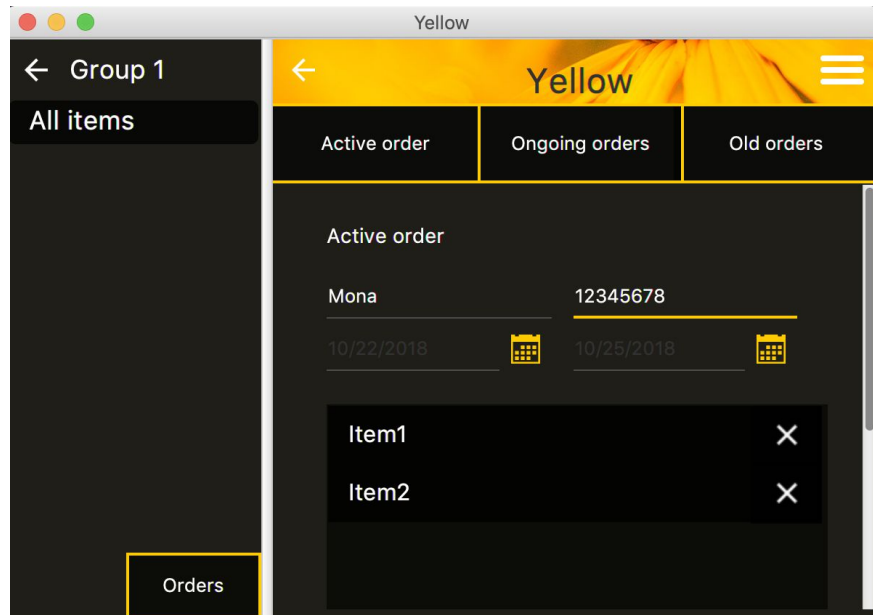 Yellow
Group 1
All items
Orders
Yellow
Active order
Ongoing orders
Old orders
Active order
Mona
12345678
10/22/2018
10/25/2018
Item1
Item2